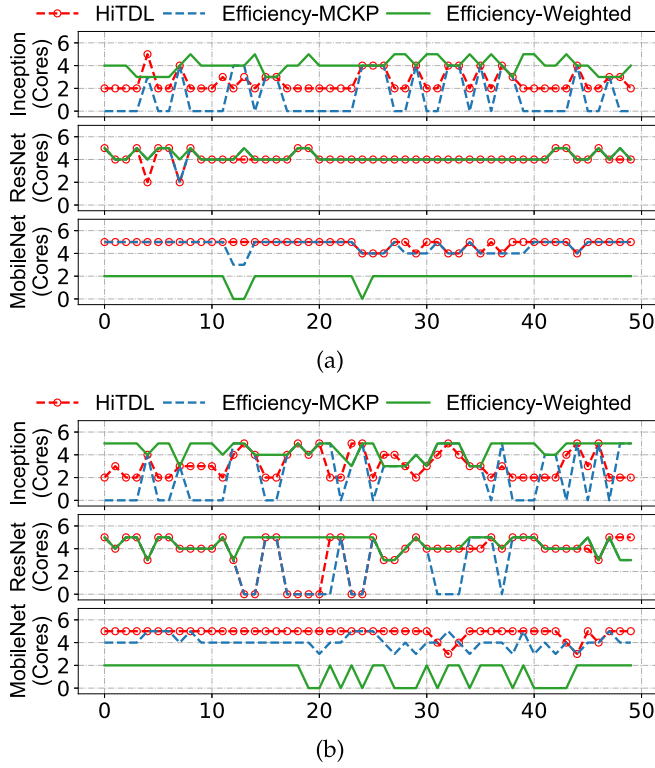 HiTDL Efficiency-MCKP Efficiency-Weighted
Inception
(Cores)
6
4
2
0
ResNet
(Cores)
6
4
2
0
MobileNet
(Cores)
6
4
2
0
0 10 20 30 40 50
(a)
HiTDL Efficiency-MCKP Efficiency-Weighted
Inception
(Cores)
6
4
2
0
ResNet
(Cores)
6
4
2
0
MobileNet
(Cores)
6
4
2
0
0 10 20 30 40 50
(b)